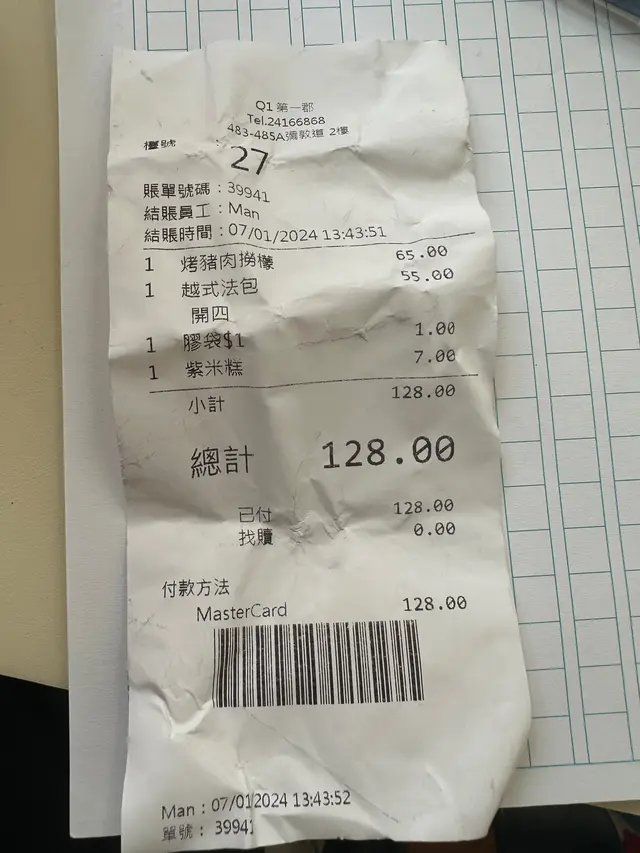 Q1 第一郡
Tel.24166868
483-485A彌敦道 2樓
檯號 : 27
賬單號碼 : 39941
結賬員工 : Man
結賬時間 : 07/01/2024 13:43:51
1 烤豬肉撈檬 65.00
1 越式法包 55.00
開四
1 膠袋$1 1.00
1 紫米糕 7.00
小計 128.00
總計 128.00
已付 128.00
找贖 0.00
付款方法
MasterCard 128.00
Man : 07/01/2024 13:43:52
單號 : 39941